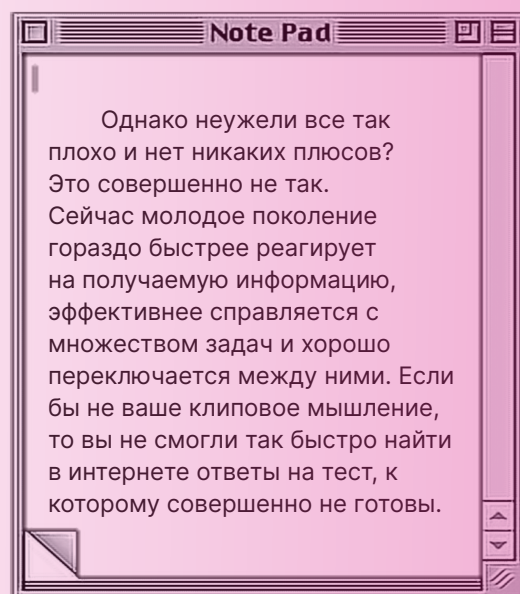 Note Pad
Однако неужели все так
плохо и нет никаких плюсов?
Это совершенно не так.
Сейчас молодое поколение
гораздо быстрее реагирует
на получаемую информацию,
эффективнее справляется с
множеством задач и хорошо
переключается между ними. Если
бы не ваше клиповое мышление,
то вы не смогли так быстро найти
в интернете ответы на тест, к
которому совершенно не готовы.